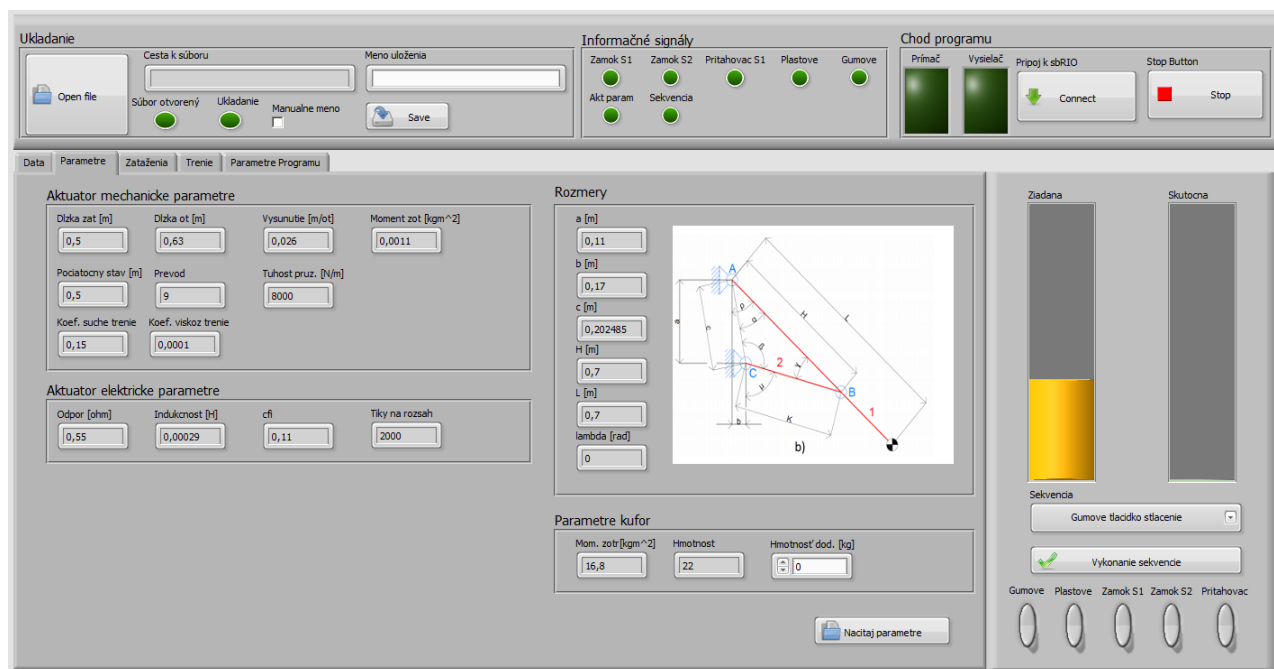 Ukladanie
Cesta k súboru
Meno uloženia
Open file
Súbor otvorený
Ukladanie
Manualne meno
Save
Informačné signály
Zamok S1
Zamok S2
Pritahovac S1
Plastove
Gumove
Akt param
Sekvencia
Chod programu
Prímač
Vysielač
Pripoj k sbRIO
Connect
Stop Button
Stop
Data
Parametre
Zataženia
Trenie
Parametre Programu
Aktuator mechanicke parametre
Dlzka zat [m]
Dlzka ot [m]
Vysunutie [m/ot]
Moment zot [kgm^2]
0,5
0,63
0,026
0,0011
Pociatocny stav [m]
Prevod
Tuhost pruz. [N/m]
0,5
9
8000
Koef. suche trenie
Koef. viskoz trenie
0,15
0,0001
Aktuator elektricke parametre
Odpor [ohm]
Indukcnost [H]
cfi
Tiky na rozsah
0,55
0,00029
0,11
2000
Rozmery
a [m]
0,11
b [m]
0,17
c [m]
0,202485
H [m]
0,7
L [m]
0,7
lambda [rad]
0
A
a
c
ρ
α
H
L
β
2
C
γ
μ
B
K
1
b
b)
Parametre kufor
Mom. zotr[kgm^2]
Hmotnost
Hmotnosť dod. [kg]
16,8
22
0
Nacitaj parametre
Ziadana
Skutocna
Sekvencia
Gumove tlacidko stlacenie
Vykonanie sekvencie
Gumove
Plastove
Zamok S1
Zamok S2
Pritahovac